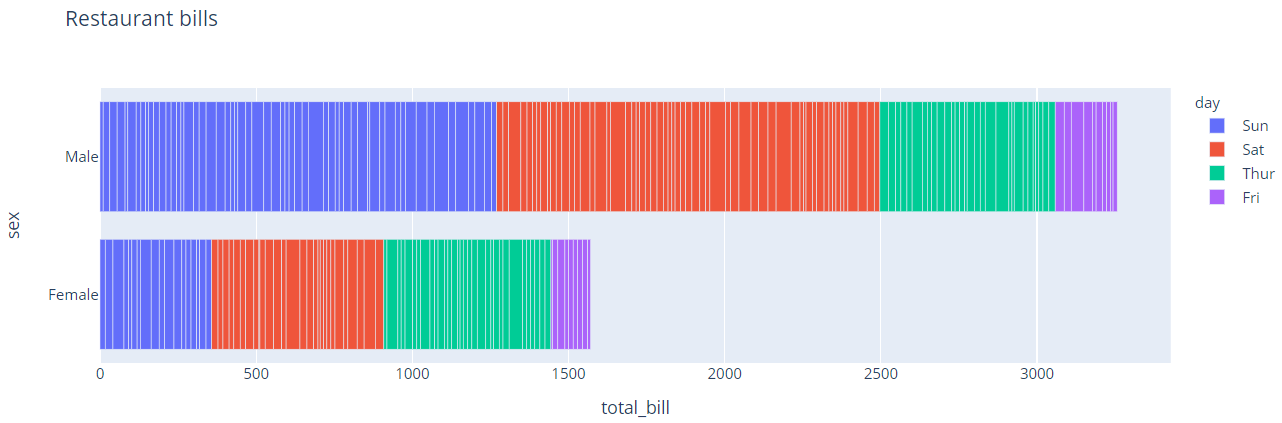 Restaurant bills
day
Sun
Sat
Thur
Fri
sex
Male
Female
0 500 1000 1500 2000 2500 3000
total_bill